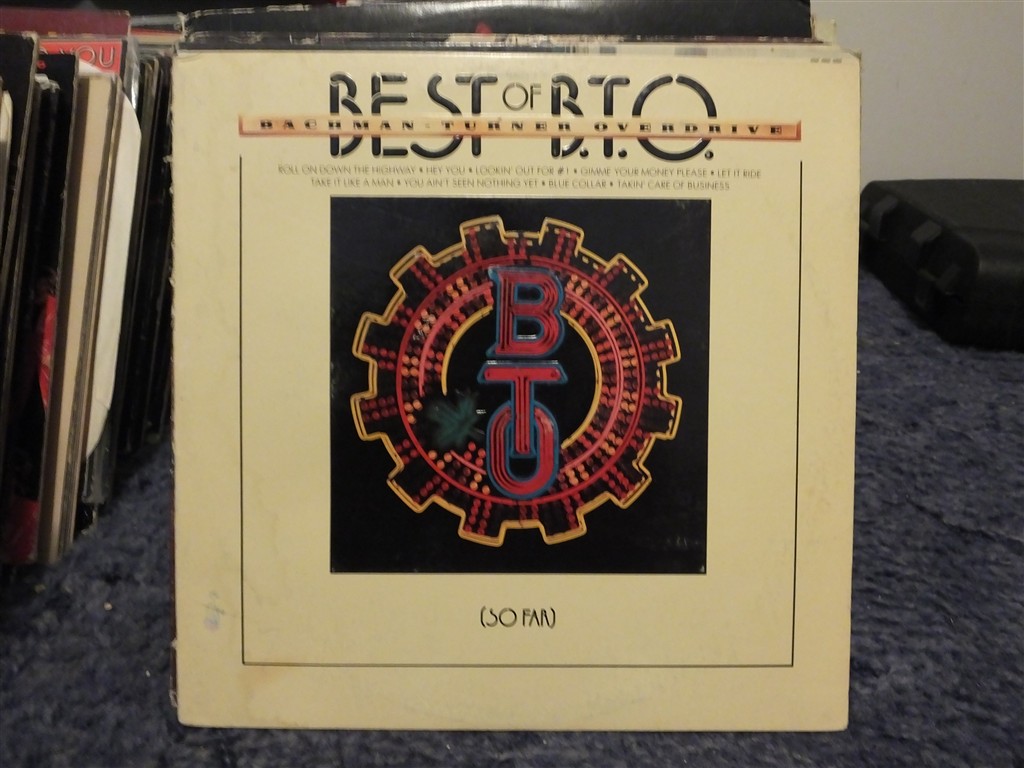 YOU
BEST OF B.T.O.
BACHMAN-TURNER OVERDRIVE
ROLL ON DOWN THE HIGHWAY • HEY YOU • LOOKIN' OUT FOR #1 • GIMME YOUR MONEY PLEASE • LET IT RIDE
TAKE IT LIKE A MAN • YOU AIN'T SEEN NOTHING YET • BLUE COLLAR • TAKIN' CARE OF BUSINESS
B
T
O
(SO FAR)